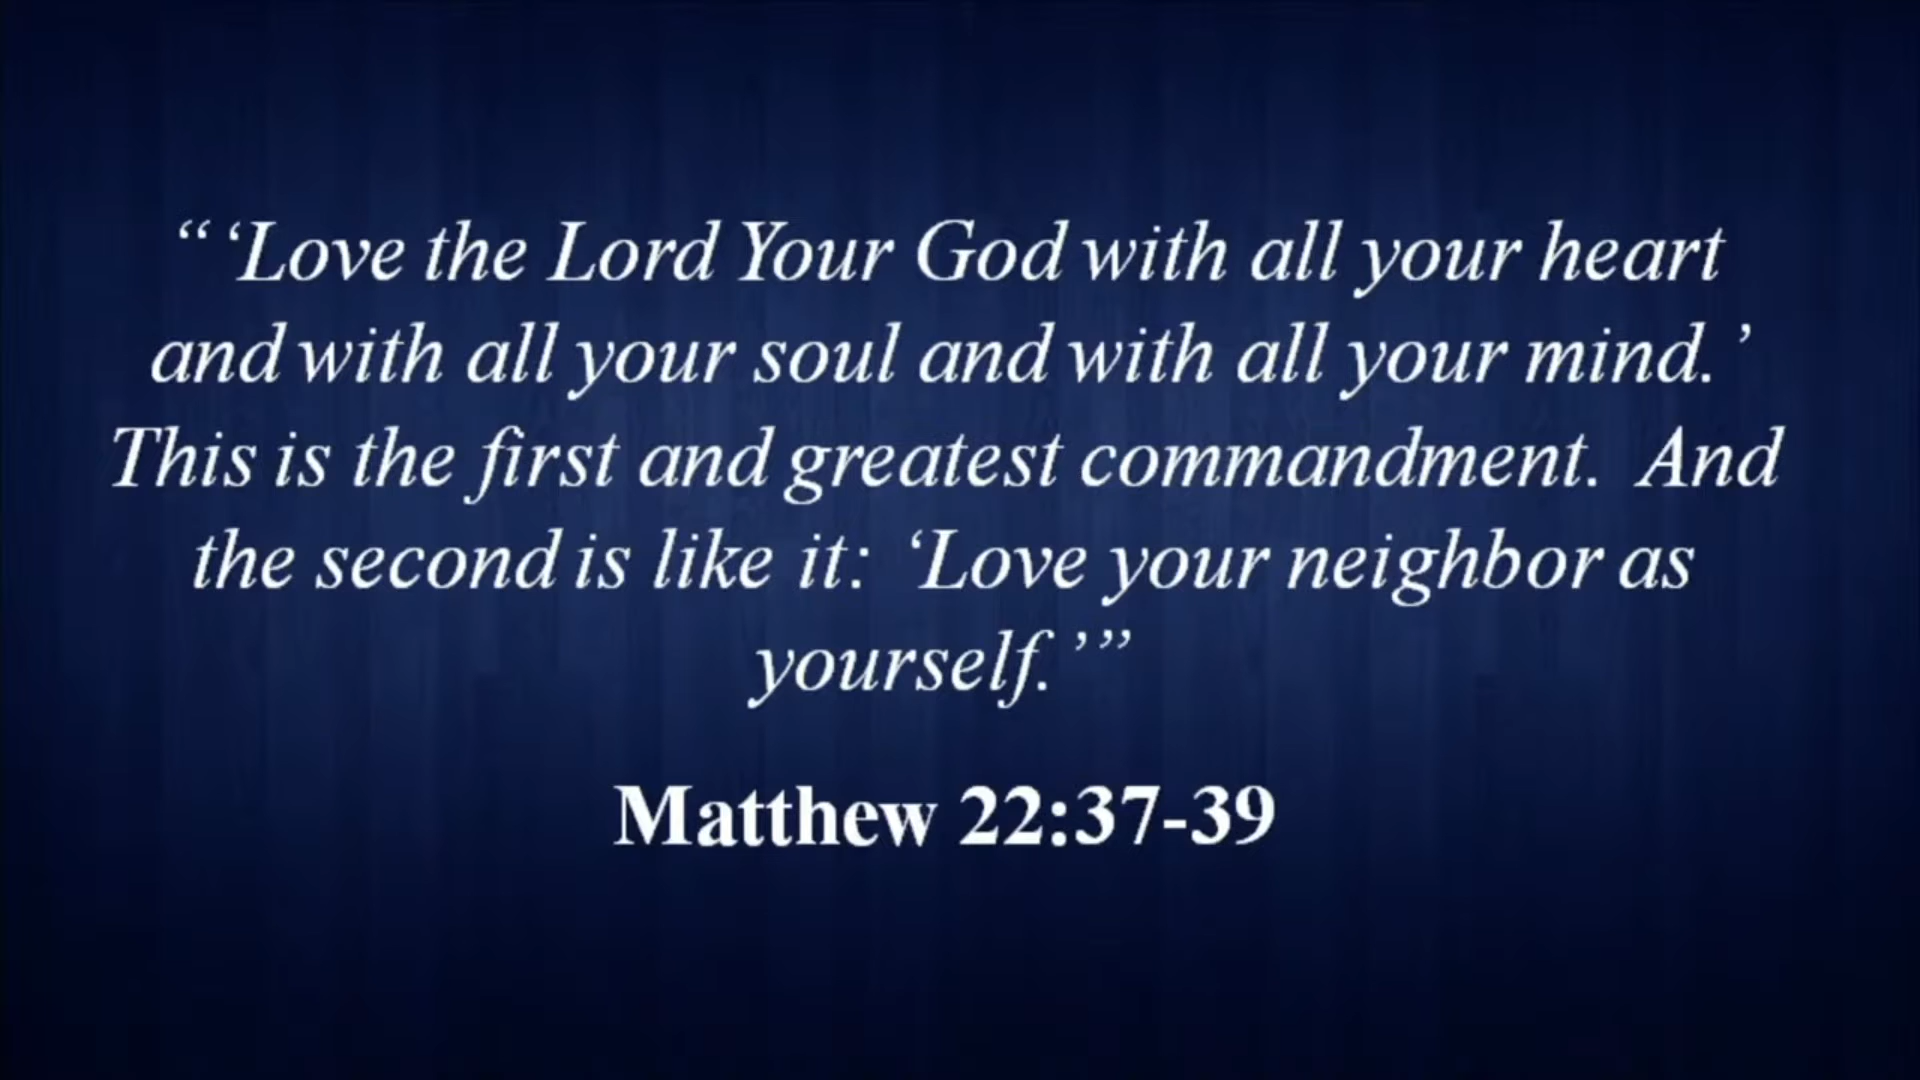 “ ‘Love the Lord Your God with all your heart
and with all your soul and with all your mind.’
This is the first and greatest commandment.  And
the second is like it:  ‘Love your neighbor as
yourself.’”
Matthew 22:37-39